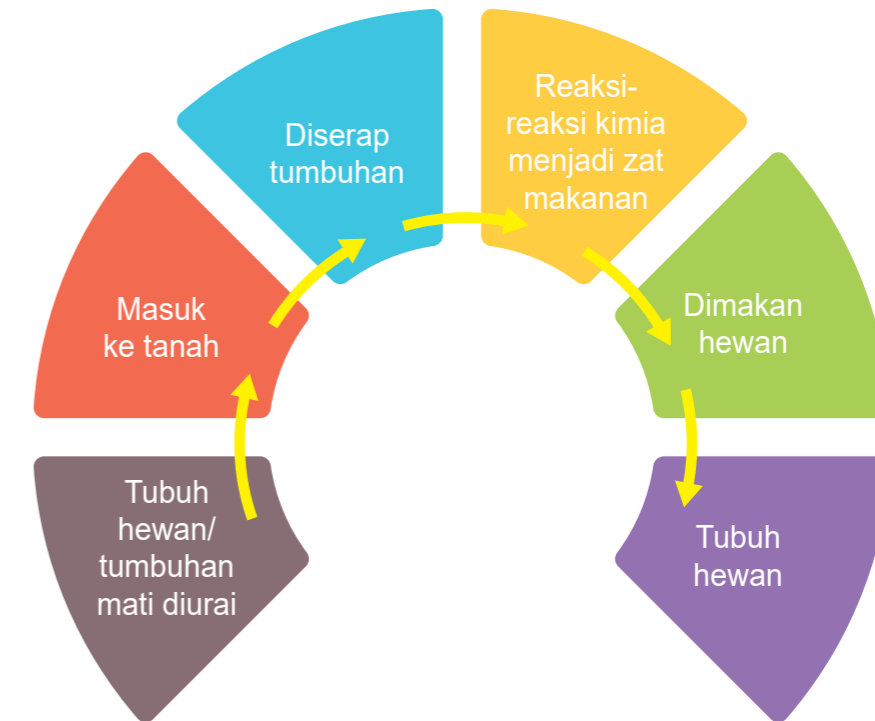 Tubuh
hewan/
tumbuhan
mati diurai
Masuk
ke tanah
Diserap
tumbuhan
Reaksi-
reaksi kimia
menjadi zat
makanan
Dimakan
hewan
Tubuh
hewan